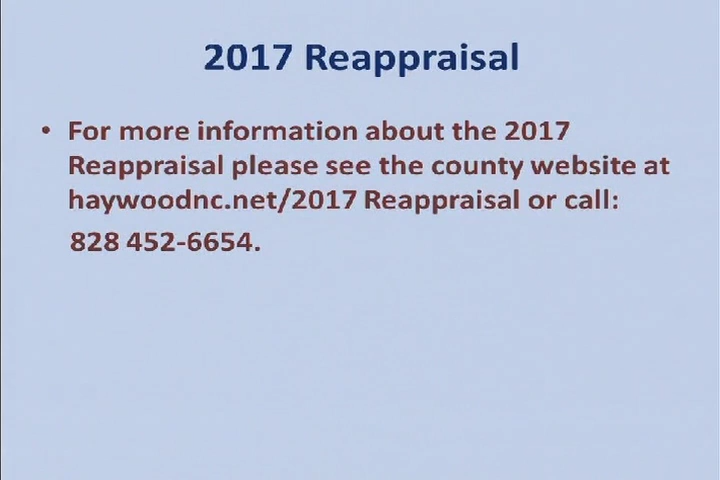 2017 Reappraisal
• For more information about the 2017
Reappraisal please see the county website at
haywoodnc.net/2017 Reappraisal or call:
828 452-6654.